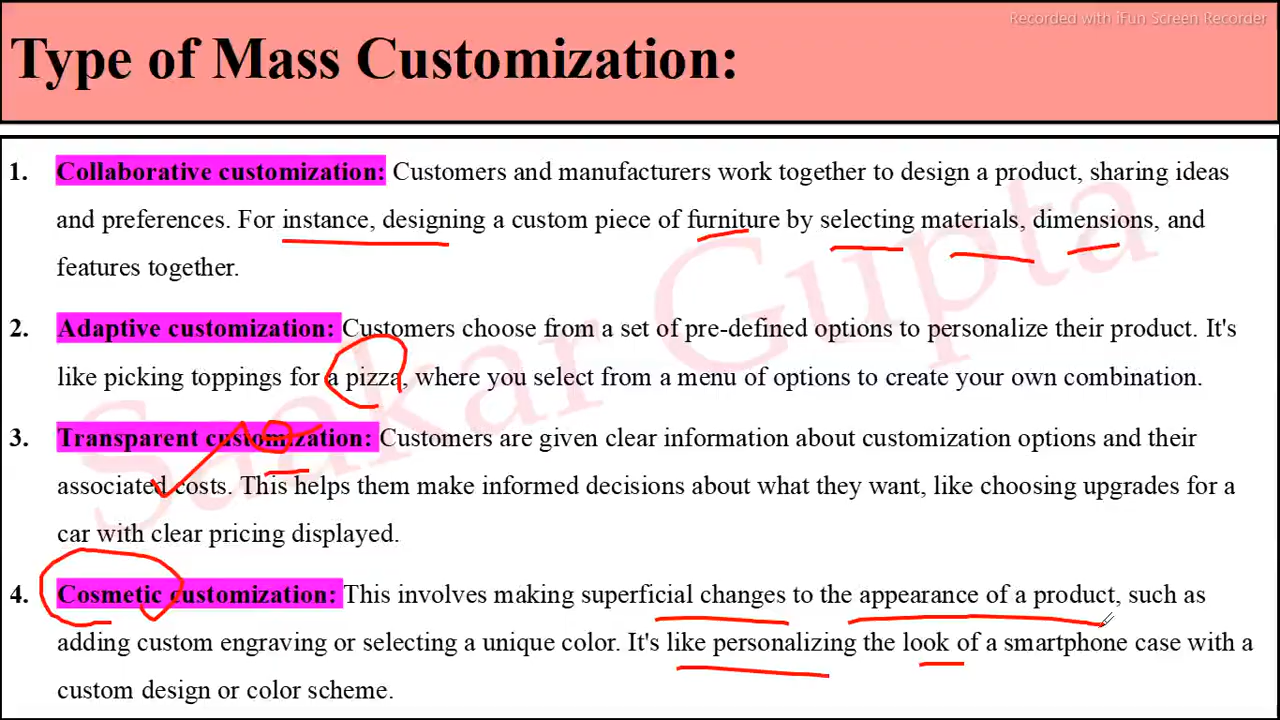 Recorded with iFun Screen Recorder
Type of Mass Customization:
1. Collaborative customization: Customers and manufacturers work together to design a product, sharing ideas
and preferences. For instance, designing a custom piece of furniture by selecting materials, dimensions, and
features together.
2. Adaptive customization: Customers choose from a set of pre-defined options to personalize their product. It's
like picking toppings for a pizza, where you select from a menu of options to create your own combination.
3. Transparent customization: Customers are given clear information about customization options and their
associated costs. This helps them make informed decisions about what they want, like choosing upgrades for a
car with clear pricing displayed.
4. Cosmetic customization: This involves making superficial changes to the appearance of a product, such as
adding custom engraving or selecting a unique color. It's like personalizing the look of a smartphone case with a
custom design or color scheme.
Saakar Gupta